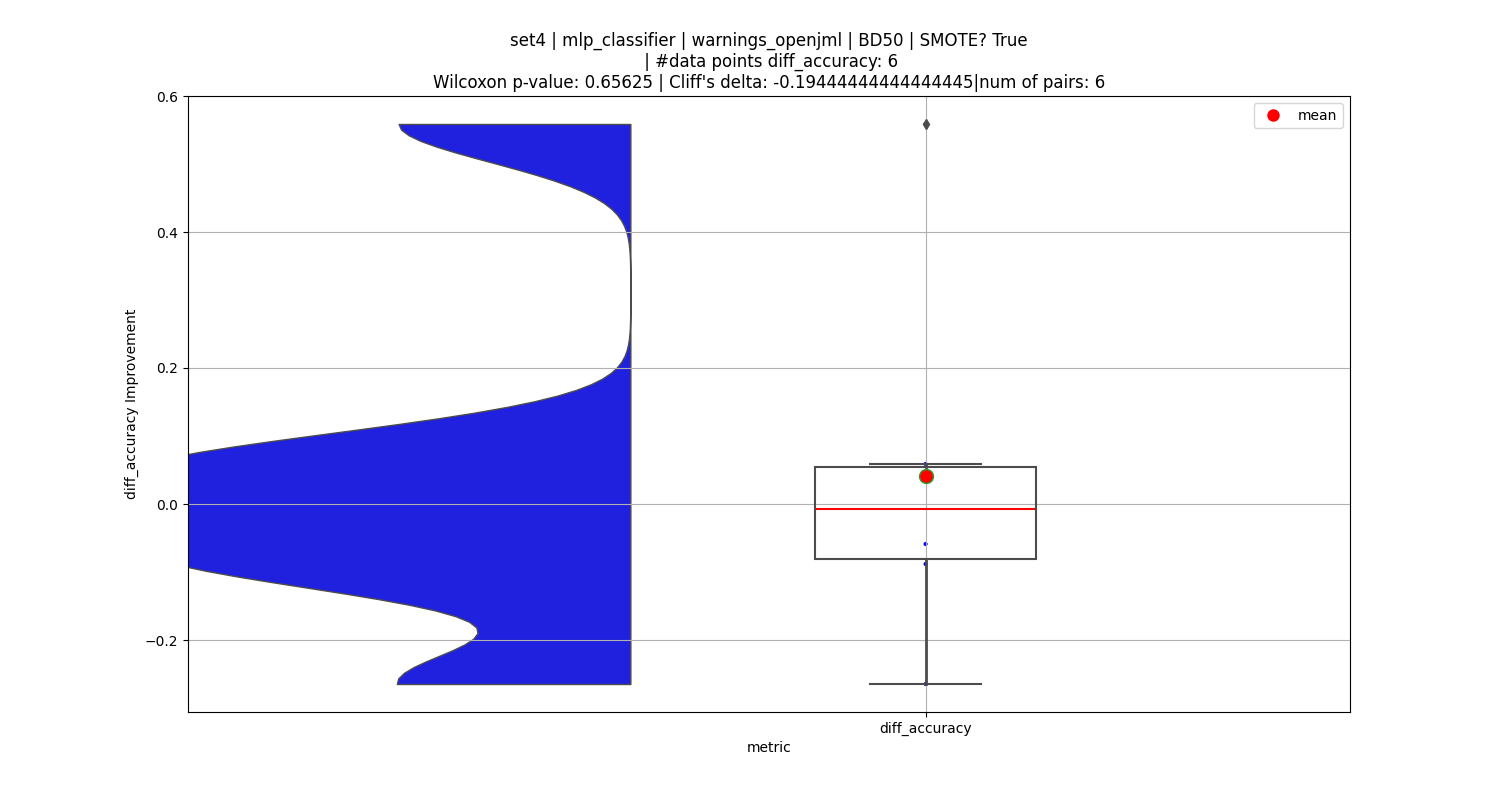 set4 | mlp_classifier | warnings_openjml | BD50 | SMOTE? True
| #data points diff_accuracy: 6
Wilcoxon p-value: 0.65625 | Cliff's delta: -0.19444444444444445|num of pairs: 6
mean
0.6
0.4
0.2
0.0
−0.2
diff_accuracy Improvement
diff_accuracy
metric